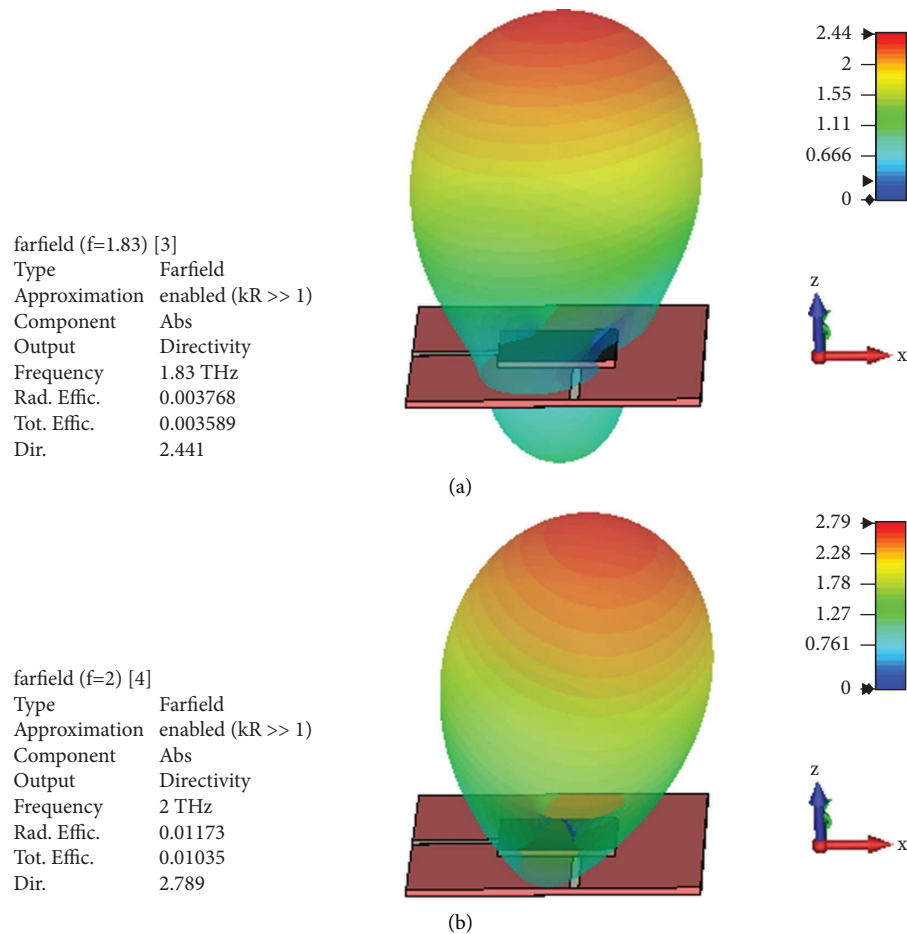 2.44
2
1.55
1.11
0.666
0
farfield (f=1.83) [3]
Type Farfield
Approximation enabled (kR >> 1)
Component Abs
Output Directivity
Frequency 1.83 THz
Rad. Effic. 0.003768
Tot. Effic. 0.003589
Dir. 2.441
z
x
(a)
2.79
2.28
1.78
1.27
0.761
0
farfield (f=2) [4]
Type Farfield
Approximation enabled (kR >> 1)
Component Abs
Output Directivity
Frequency 2 THz
Rad. Effic. 0.01173
Tot. Effic. 0.01035
Dir. 2.789
z
x
(b)